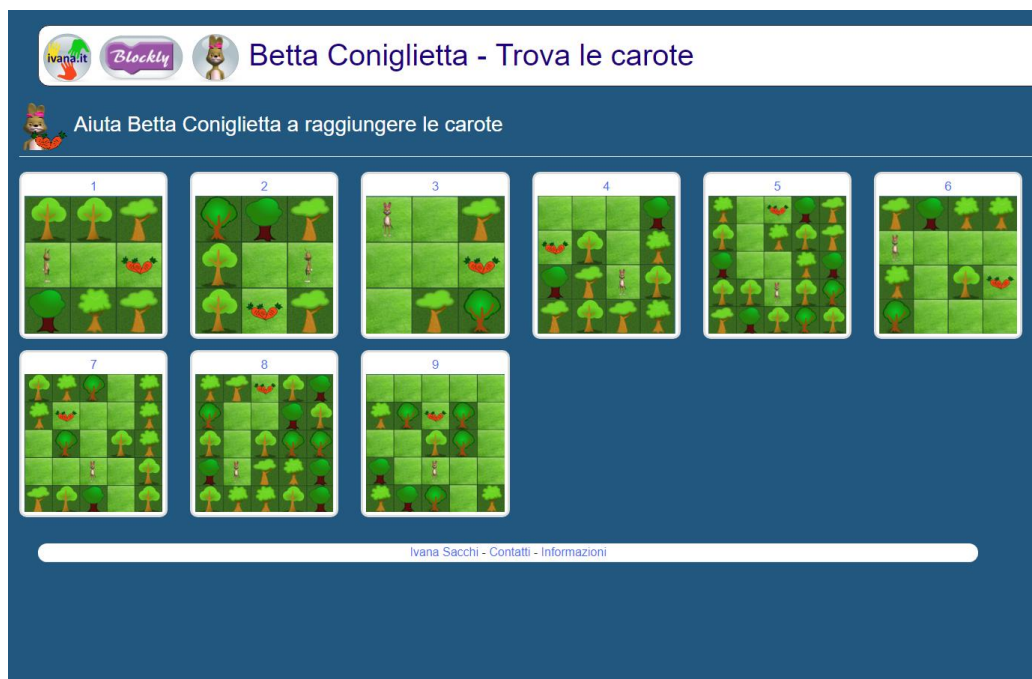 ivana.it
Blockly
Betta Coniglietta - Trova le carote
Aiuta Betta Coniglietta a raggiungere le carote
1
2
3
4
5
6
7
8
9
Ivana Sacchi - Contatti - Informazioni